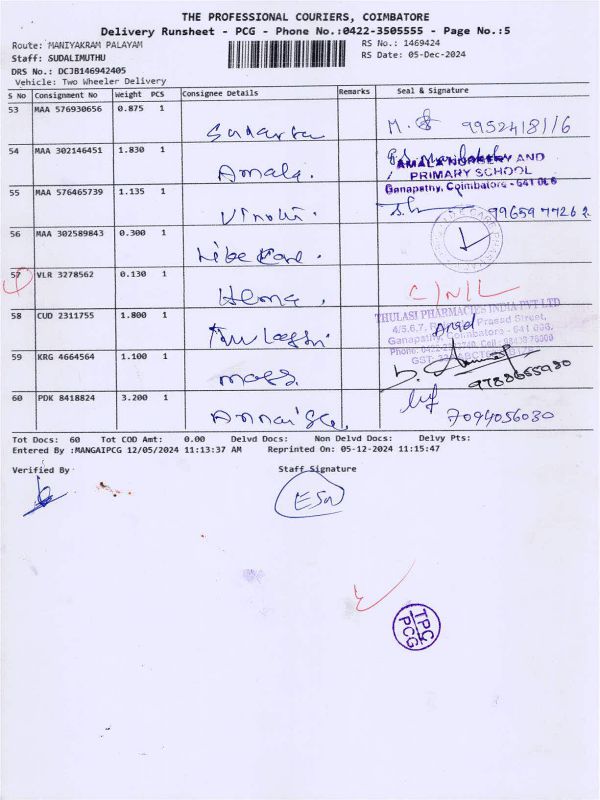 THE PROFESSIONAL COURIERS, COIMBATORE
Delivery Runsheet - PCG - Phone No.:0422-3505555 - Page No.:5
Route: MANIYAKRAM PALAYAM
RS No.: 1469424
Staff: SUDALIMUTHU
RS Date: 05-Dec-2024
DRS No.: DCJB146942405
Vehicle: Two Wheeler Delivery
S No Consignment No Weight PCS Consignee Details Remarks Seal & Signature
53 MAA 576930656 0.875 1
M. 9952418116
54 MAA 302146451 1.830 1
Amala.
AMALA NURSERY AND
PRIMARY SCHOOL
Ganapathy, Coimbatore - 641 006
55 MAA 576465739 1.135 1
Vinothi.
56 MAA 302589843 0.300 1
57 VLR 3278562 0.130 1
Hema.
C/N/L
58 CUD 2311755 1.800 1
THULASI PHARMACIES INDIA PVT LTD
Ganapathy, Coimbatore - 641 006.
59 KRG 4664564 1.100 1
9788655980
60 PDK 8418824 3.200 1
7094056080
Tot Docs: 60 Tot COD Amt: 0.00 Delvd Docs: Non Delvd Docs: Delvy Pts:
Entered By :MANGAIPCG 12/05/2024 11:13:37 AM Reprinted On: 05-12-2024 11:15:47
Verified By
Staff Signature
ESN
TPC
PCG